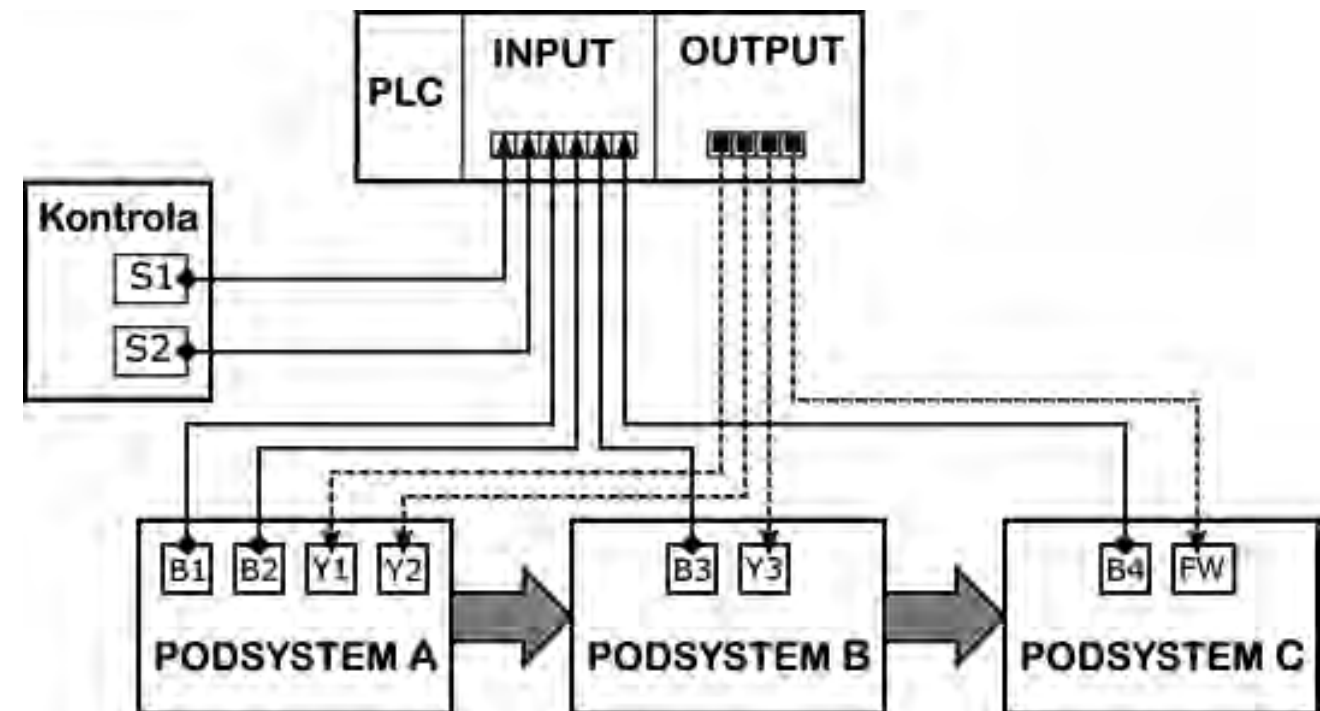 PLC
INPUT
OUTPUT
Kontrola
S1
S2
B1 B2 Y1 Y2
PODSYSTEM A
B3 Y3
PODSYSTEM B
B4 FW
PODSYSTEM C